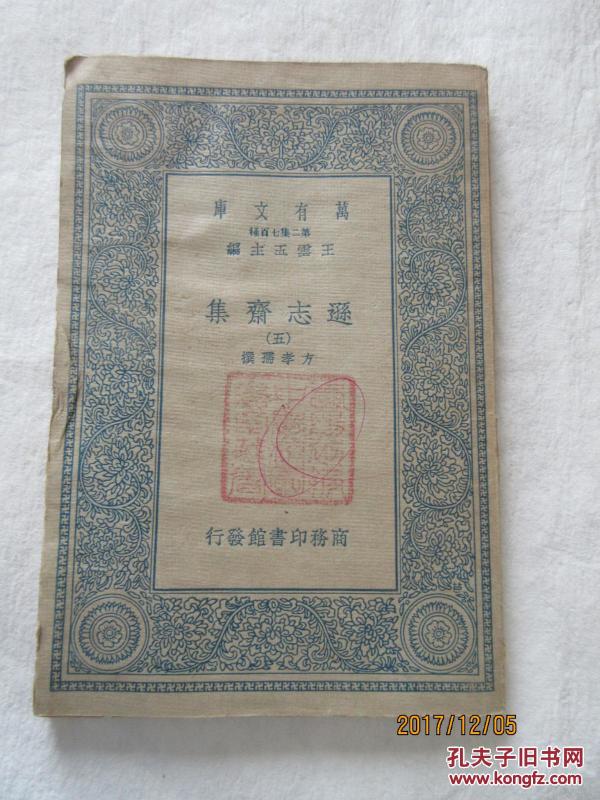 萬有文庫
第二集七百種
王雲五主編
遜志齋集
(五)
方孝孺撰
商務印書館發行
2017/12/05
孔夫子旧书网
www.kongfz.com